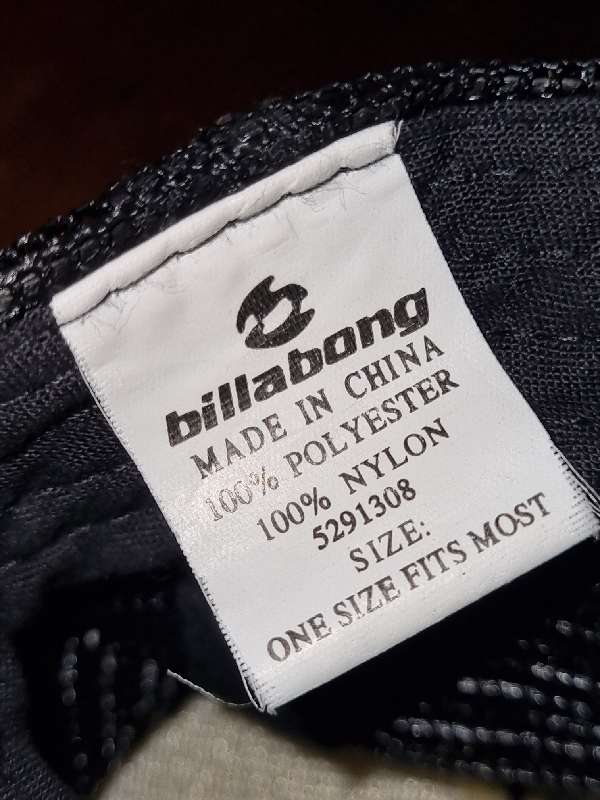 billabong
MADE IN CHINA
100% POLYESTER
100% NYLON
5291308
SIZE:
ONE SIZE FITS MOST